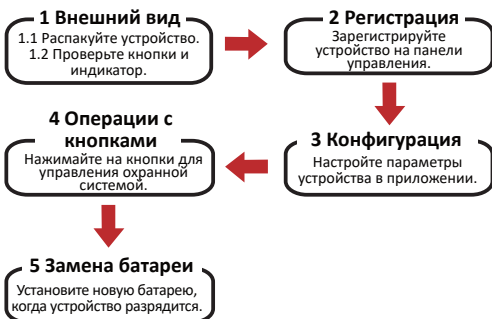 1 Внешний вид
1.1 Распакуйте устройство.
1.2 Проверьте кнопки и
индикатор.
2 Регистрация
Зарегистрируйте
устройство на панели
управления.
3 Конфигурация
Настройте параметры
устройства в приложении.
4 Операции с
кнопками
Нажимайте на кнопки для
управления охранной
системой.
5 Замена батареи
Установите новую батарею,
когда устройство разрядится.